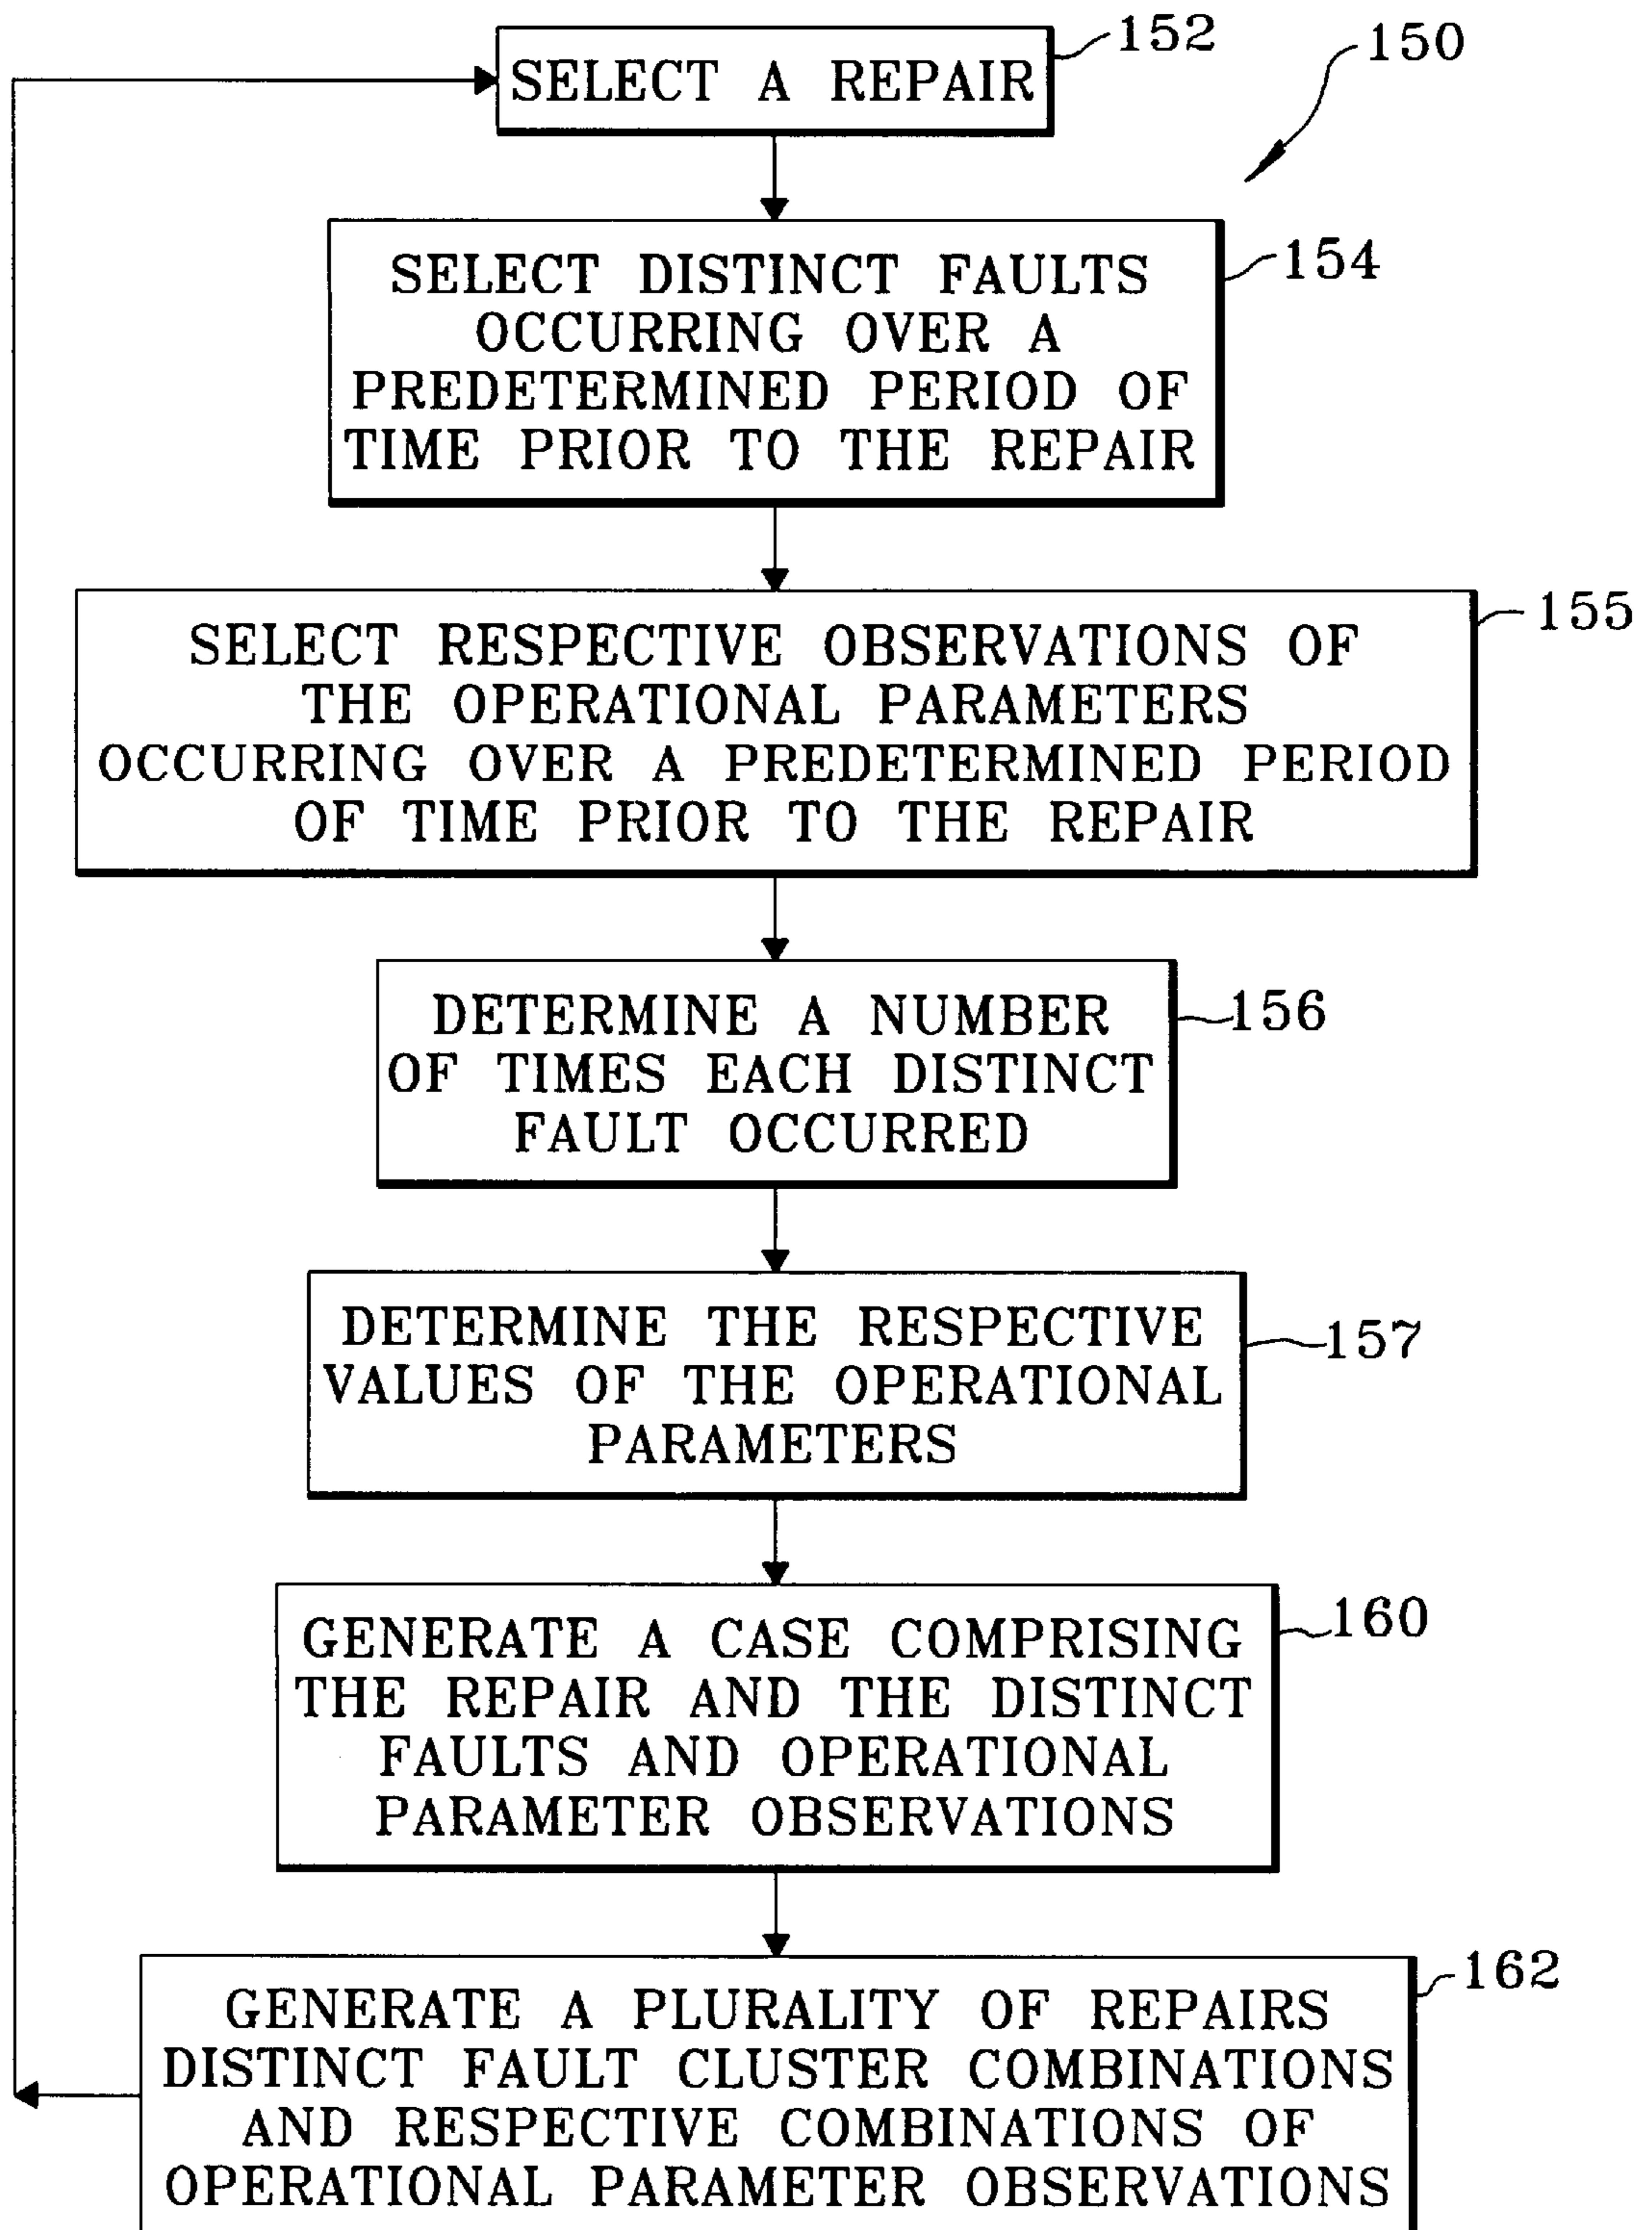 152
150
SELECT A REPAIR
154
SELECT DISTINCT FAULTS
OCCURRING OVER A
PREDETERMINED PERIOD OF
TIME PRIOR TO THE REPAIR
155
SELECT RESPECTIVE OBSERVATIONS OF
THE OPERATIONAL PARAMETERS
OCCURRING OVER A PREDETERMINED PERIOD
OF TIME PRIOR TO THE REPAIR
156
DETERMINE A NUMBER
OF TIMES EACH DISTINCT
FAULT OCCURRED
157
DETERMINE THE RESPECTIVE
VALUES OF THE OPERATIONAL
PARAMETERS
160
GENERATE A CASE COMPRISING
THE REPAIR AND THE DISTINCT
FAULTS AND OPERATIONAL
PARAMETER OBSERVATIONS
162
GENERATE A PLURALITY OF REPAIRS
DISTINCT FAULT CLUSTER COMBINATIONS
AND RESPECTIVE COMBINATIONS OF
OPERATIONAL PARAMETER OBSERVATIONS